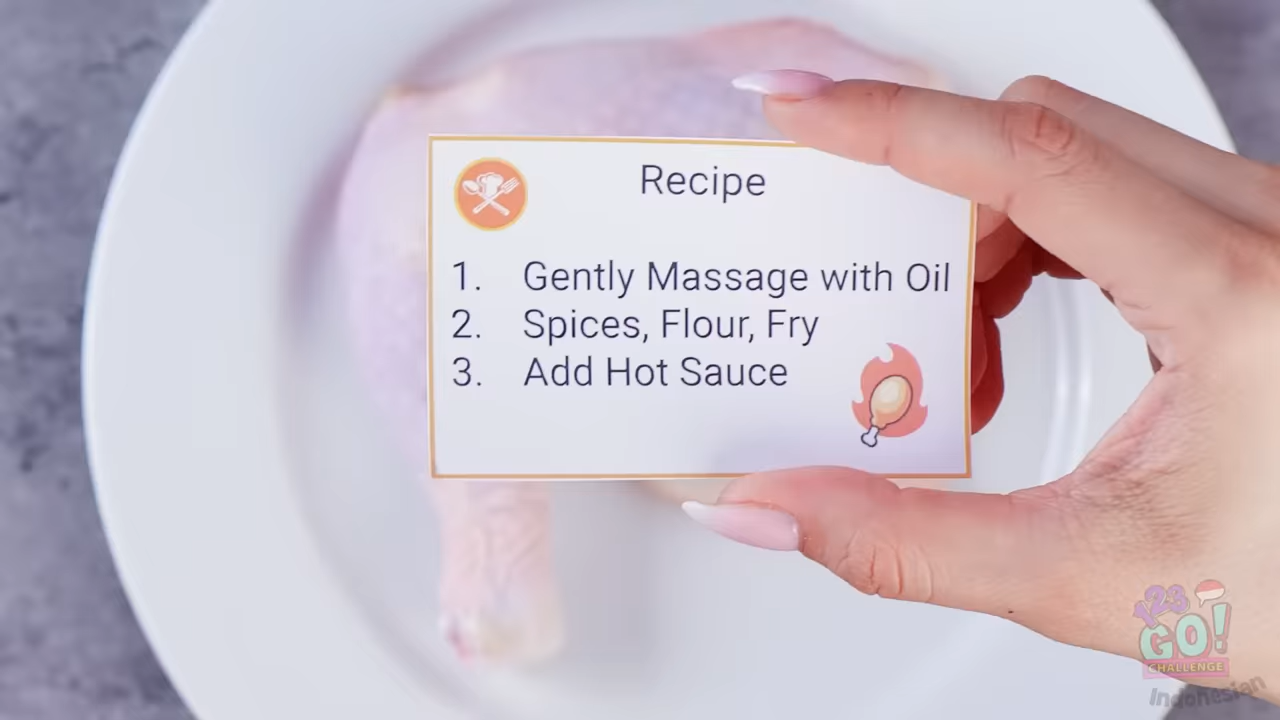 Recipe
1. Gently Massage with Oil
2. Spices, Flour, Fry
3. Add Hot Sauce
123
GO!
CHALLENGE
Indonesian